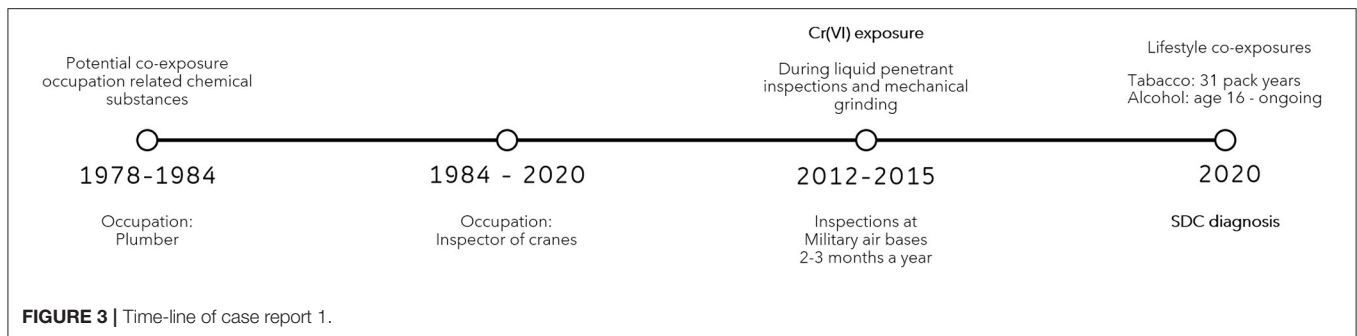 Potential co-exposure
occupation related chemical
substances
Cr(VI) exposure
During liquid penetrant
inspections and mechanical
grinding
Lifestyle co-exposures
Tabacco: 31 pack years
Alcohol: age 16 - ongoing
1978-1984
1984 - 2020
2012-2015
2020
Occupation:
Plumber
Occupation:
Inspector of cranes
Inspections at
Military air bases
2-3 months a year
SDC diagnosis
FIGURE 3 | Time-line of case report 1.